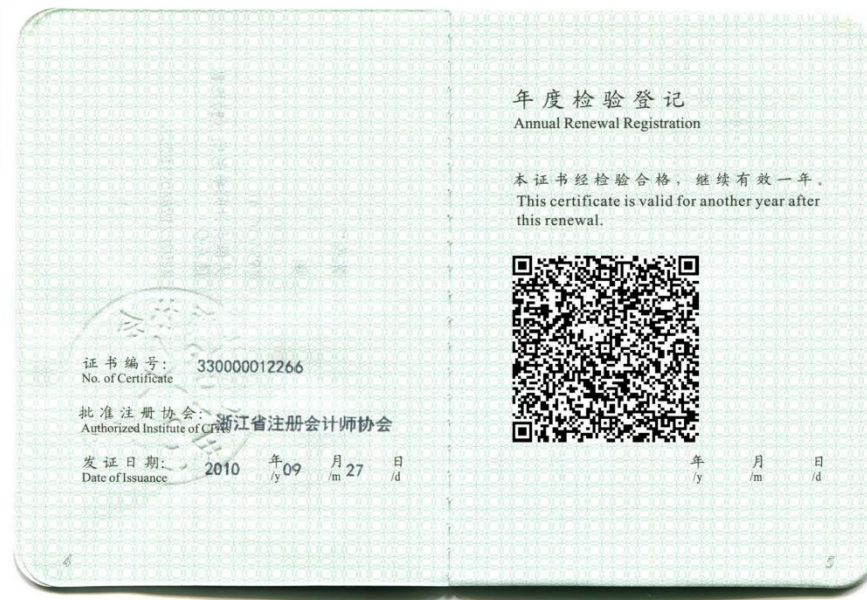 证书编号: 330000012266
No. of Certificate
批准注册协会: 浙江省注册会计师协会
Authorized Institute of CPAs
发证日期: 2010 年 09 月 27 日
Date of Issuance /y /m /d
年度检验登记
Annual Renewal Registration
本证书经检验合格，继续有效一年。
This certificate is valid for another year after
this renewal.
年 月 日
/y /m /d
4
5